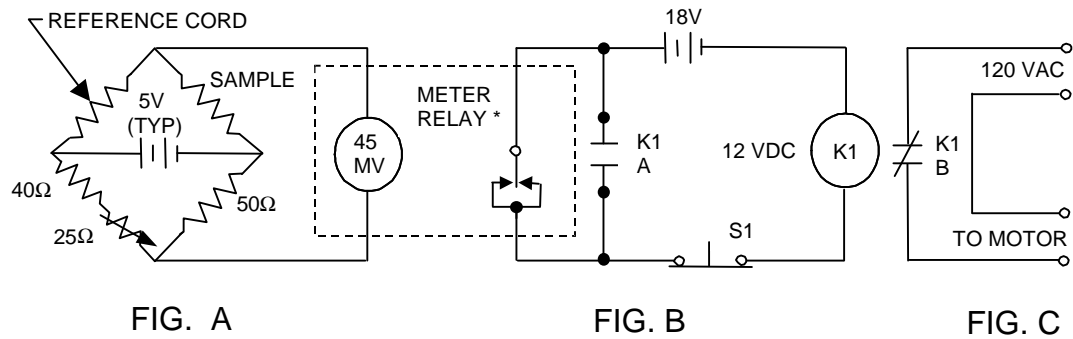 REFERENCE CORD
SAMPLE
5V
(TYP)
40Ω
25Ω
50Ω
45
MV
METER
RELAY *
18V
K1
A
12 VDC
K1
S1
K1
B
120 VAC
TO MOTOR
FIG. A
FIG. B
FIG. C